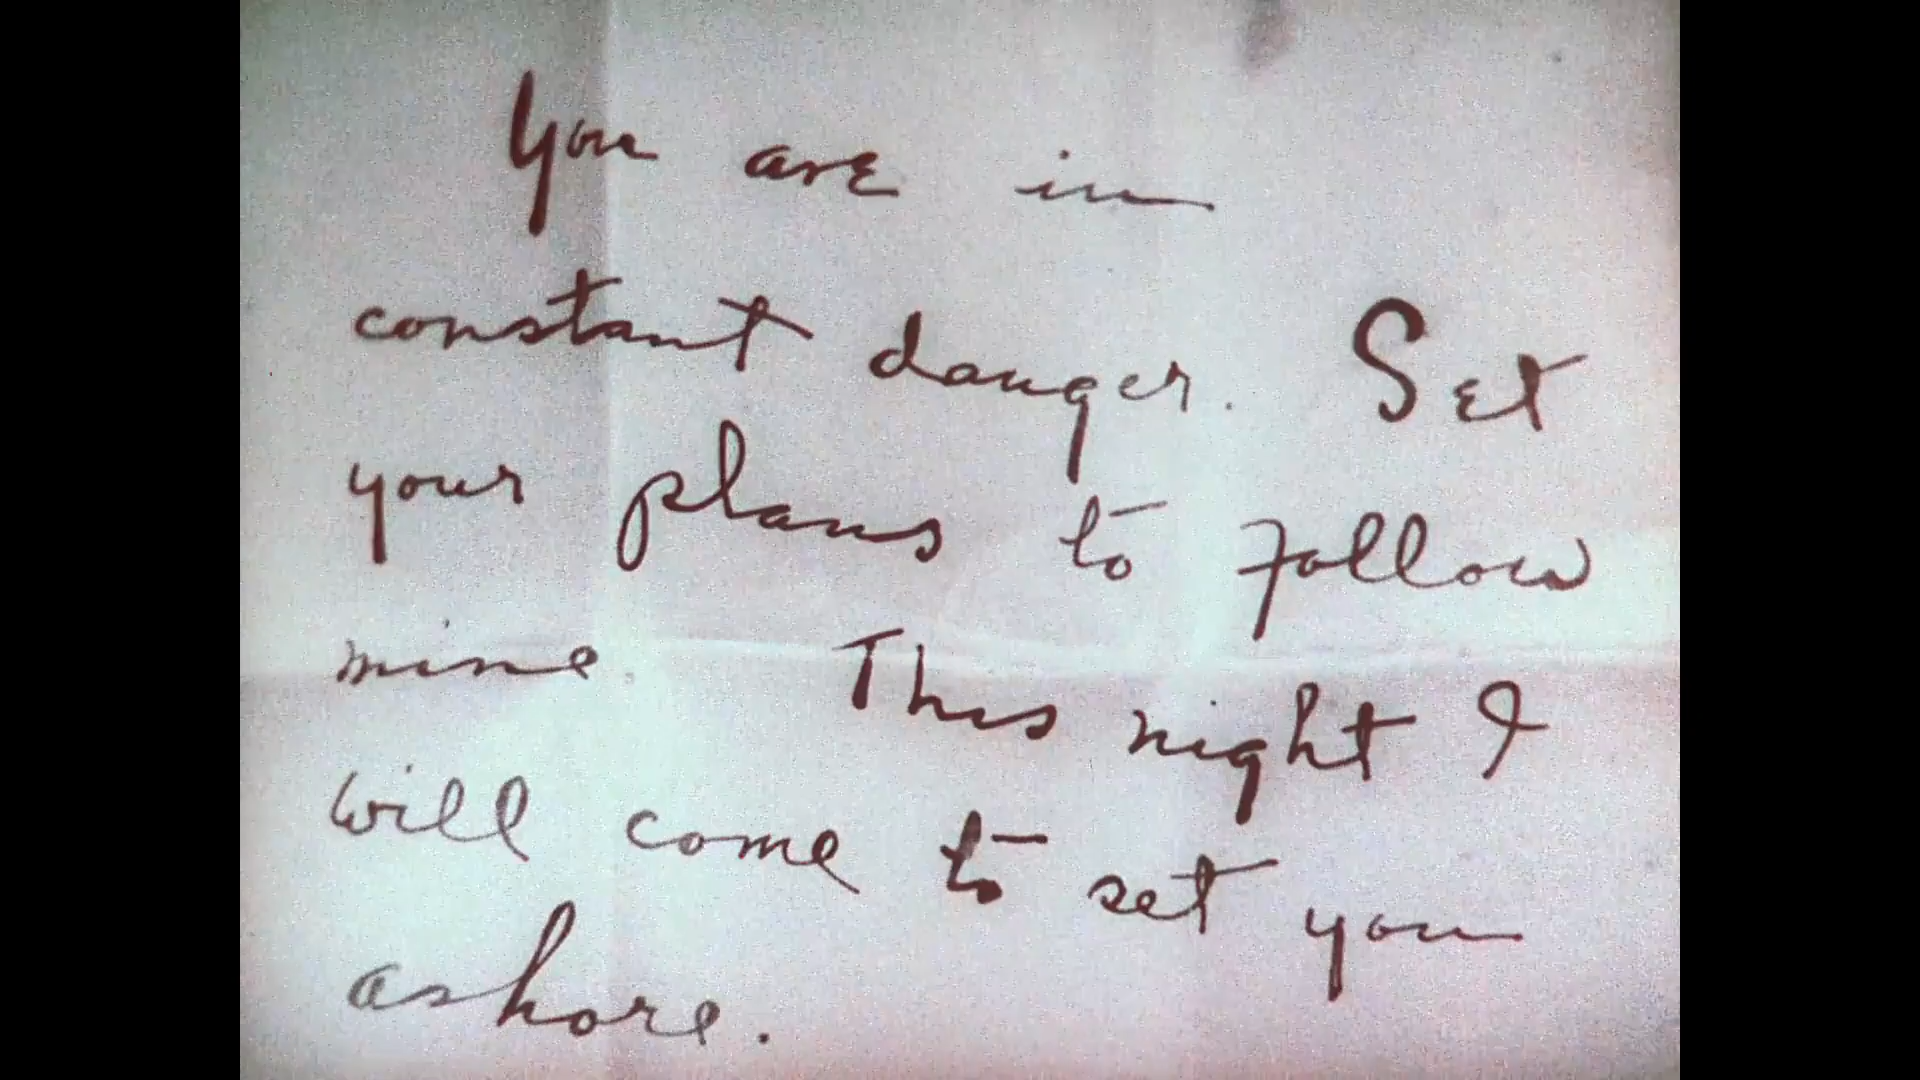 You are in
constant danger. Set
your plans to follow
mine. This night I
will come to set you
ashore.